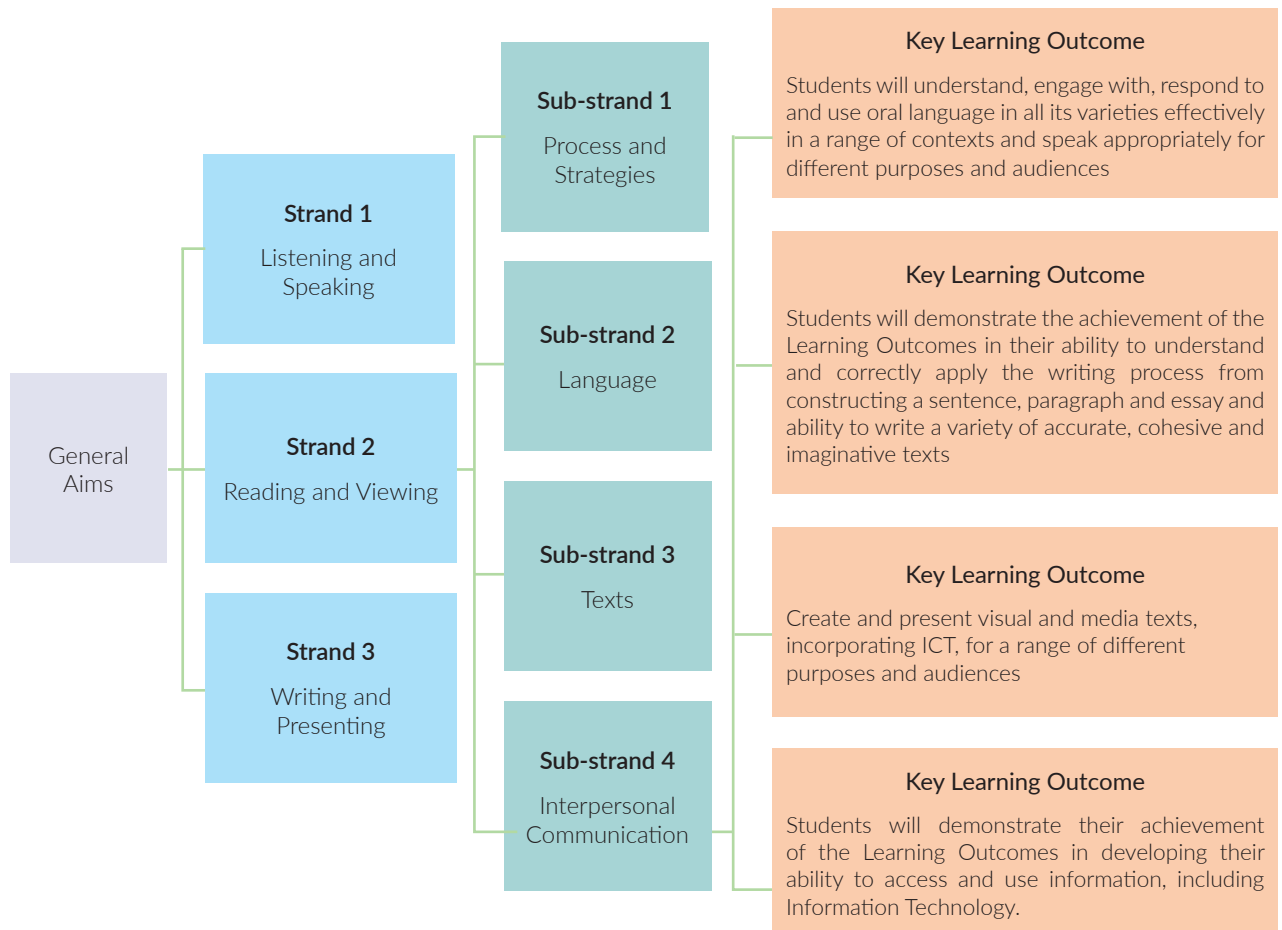 General
Aims
Strand 1
Listening and
Speaking
Strand 2
Reading and Viewing
Strand 3
Writing and
Presenting
Sub-strand 1
Process and
Strategies
Sub-strand 2
Language
Sub-strand 3
Texts
Sub-strand 4
Interpersonal
Communication
Key Learning Outcome
Students will understand, engage with, respond to
and use oral language in all its varieties effectively
in a range of contexts and speak appropriately for
different purposes and audiences
Key Learning Outcome
Students will demonstrate the achievement of the
Learning Outcomes in their ability to understand
and correctly apply the writing process from
constructing a sentence, paragraph and essay and
ability to write a variety of accurate, cohesive and
imaginative texts
Key Learning Outcome
Create and present visual and media texts,
incorporating ICT, for a range of different
purposes and audiences
Key Learning Outcome
Students will demonstrate their achievement
of the Learning Outcomes in developing their
ability to access and use information, including
Information Technology.